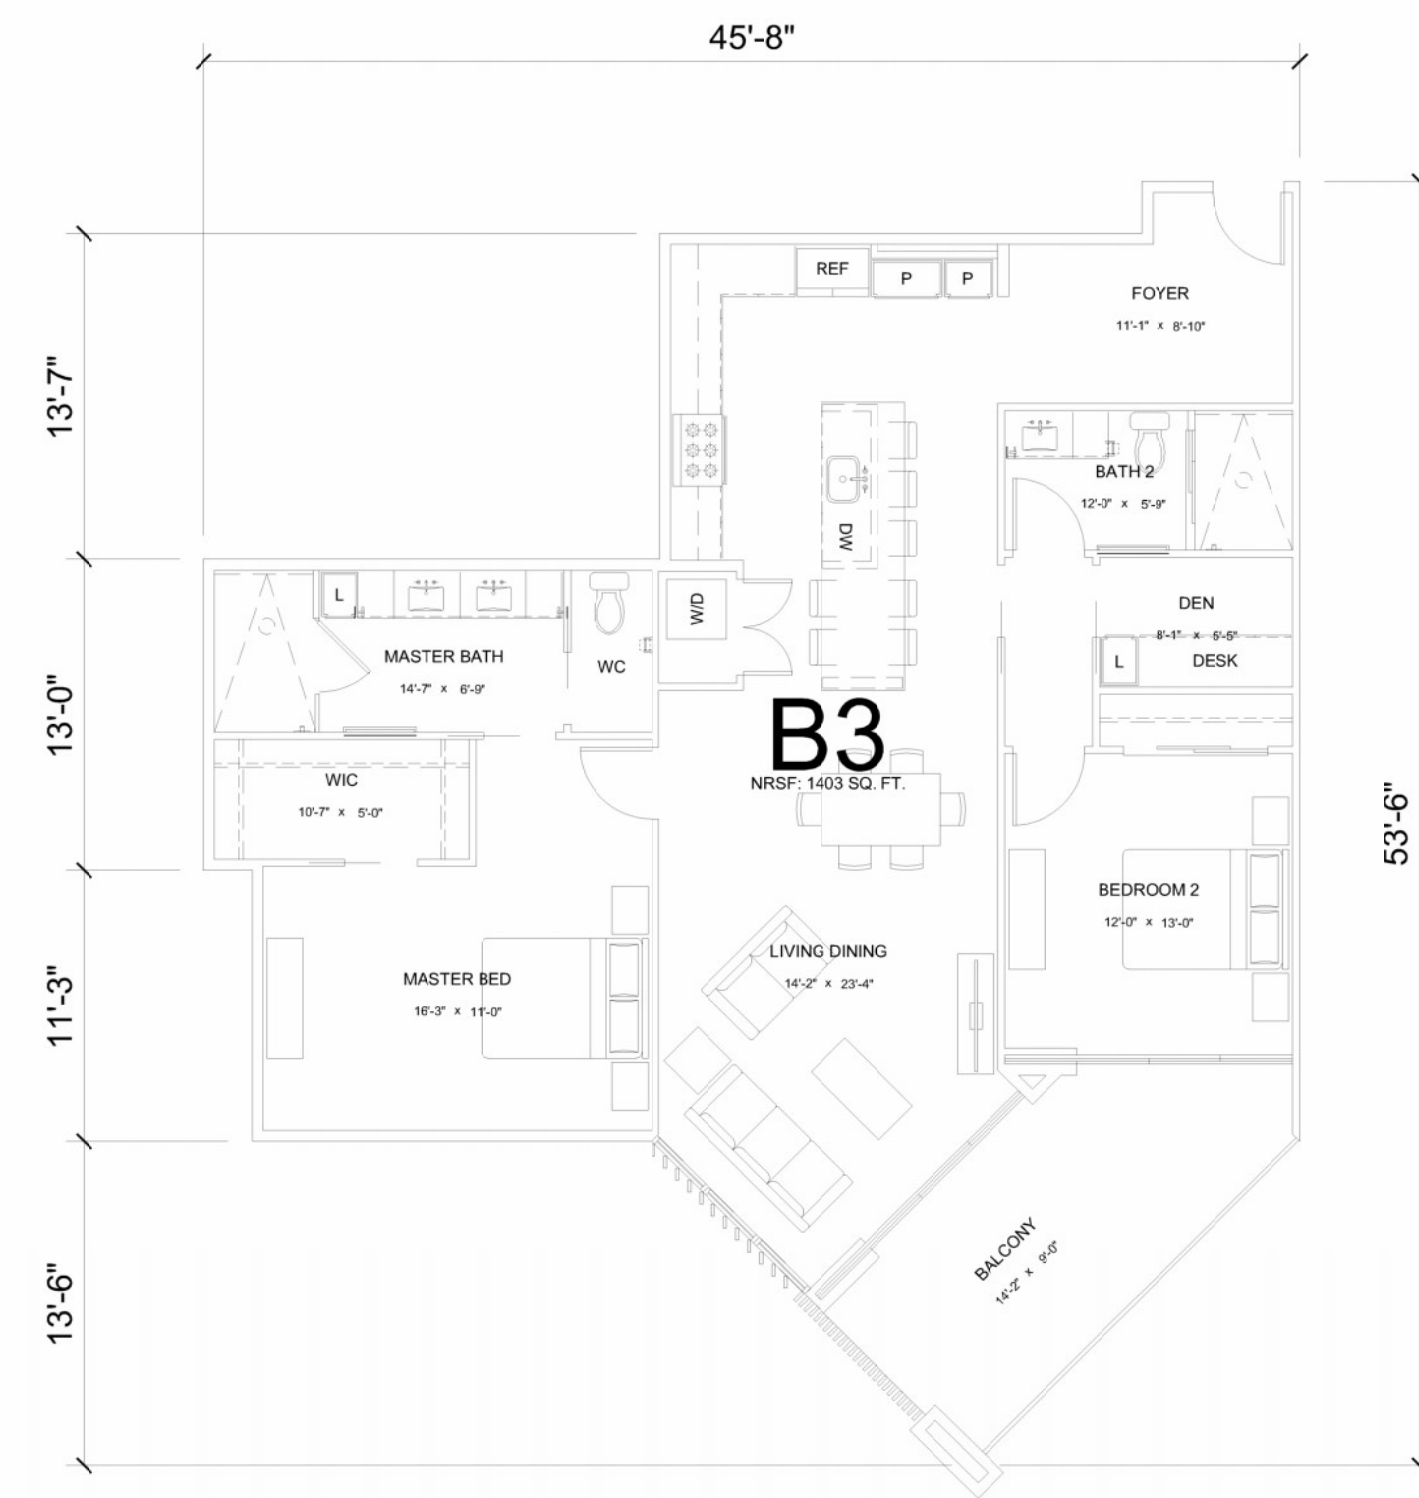 45'-8"
REF
P
P
FOYER
11'-1" x 8'-10"
13'-7"
BATH 2
12'-0" x 5'-9"
DW
L
W/D
DEN
8'-1" x 5'-5"
DESK
L
MASTER BATH
14'-7" x 6'-9"
WC
13'-0"
B3
NRSF: 1403 SQ. FT.
WIC
10'-7" x 5'-0"
53'-6"
BEDROOM 2
12'-0" x 13'-0"
LIVING DINING
14'-2" x 23'-4"
MASTER BED
16'-3" x 11'-0"
11'-3"
BALCONY
14'-2" x 9'-0"
13'-6"